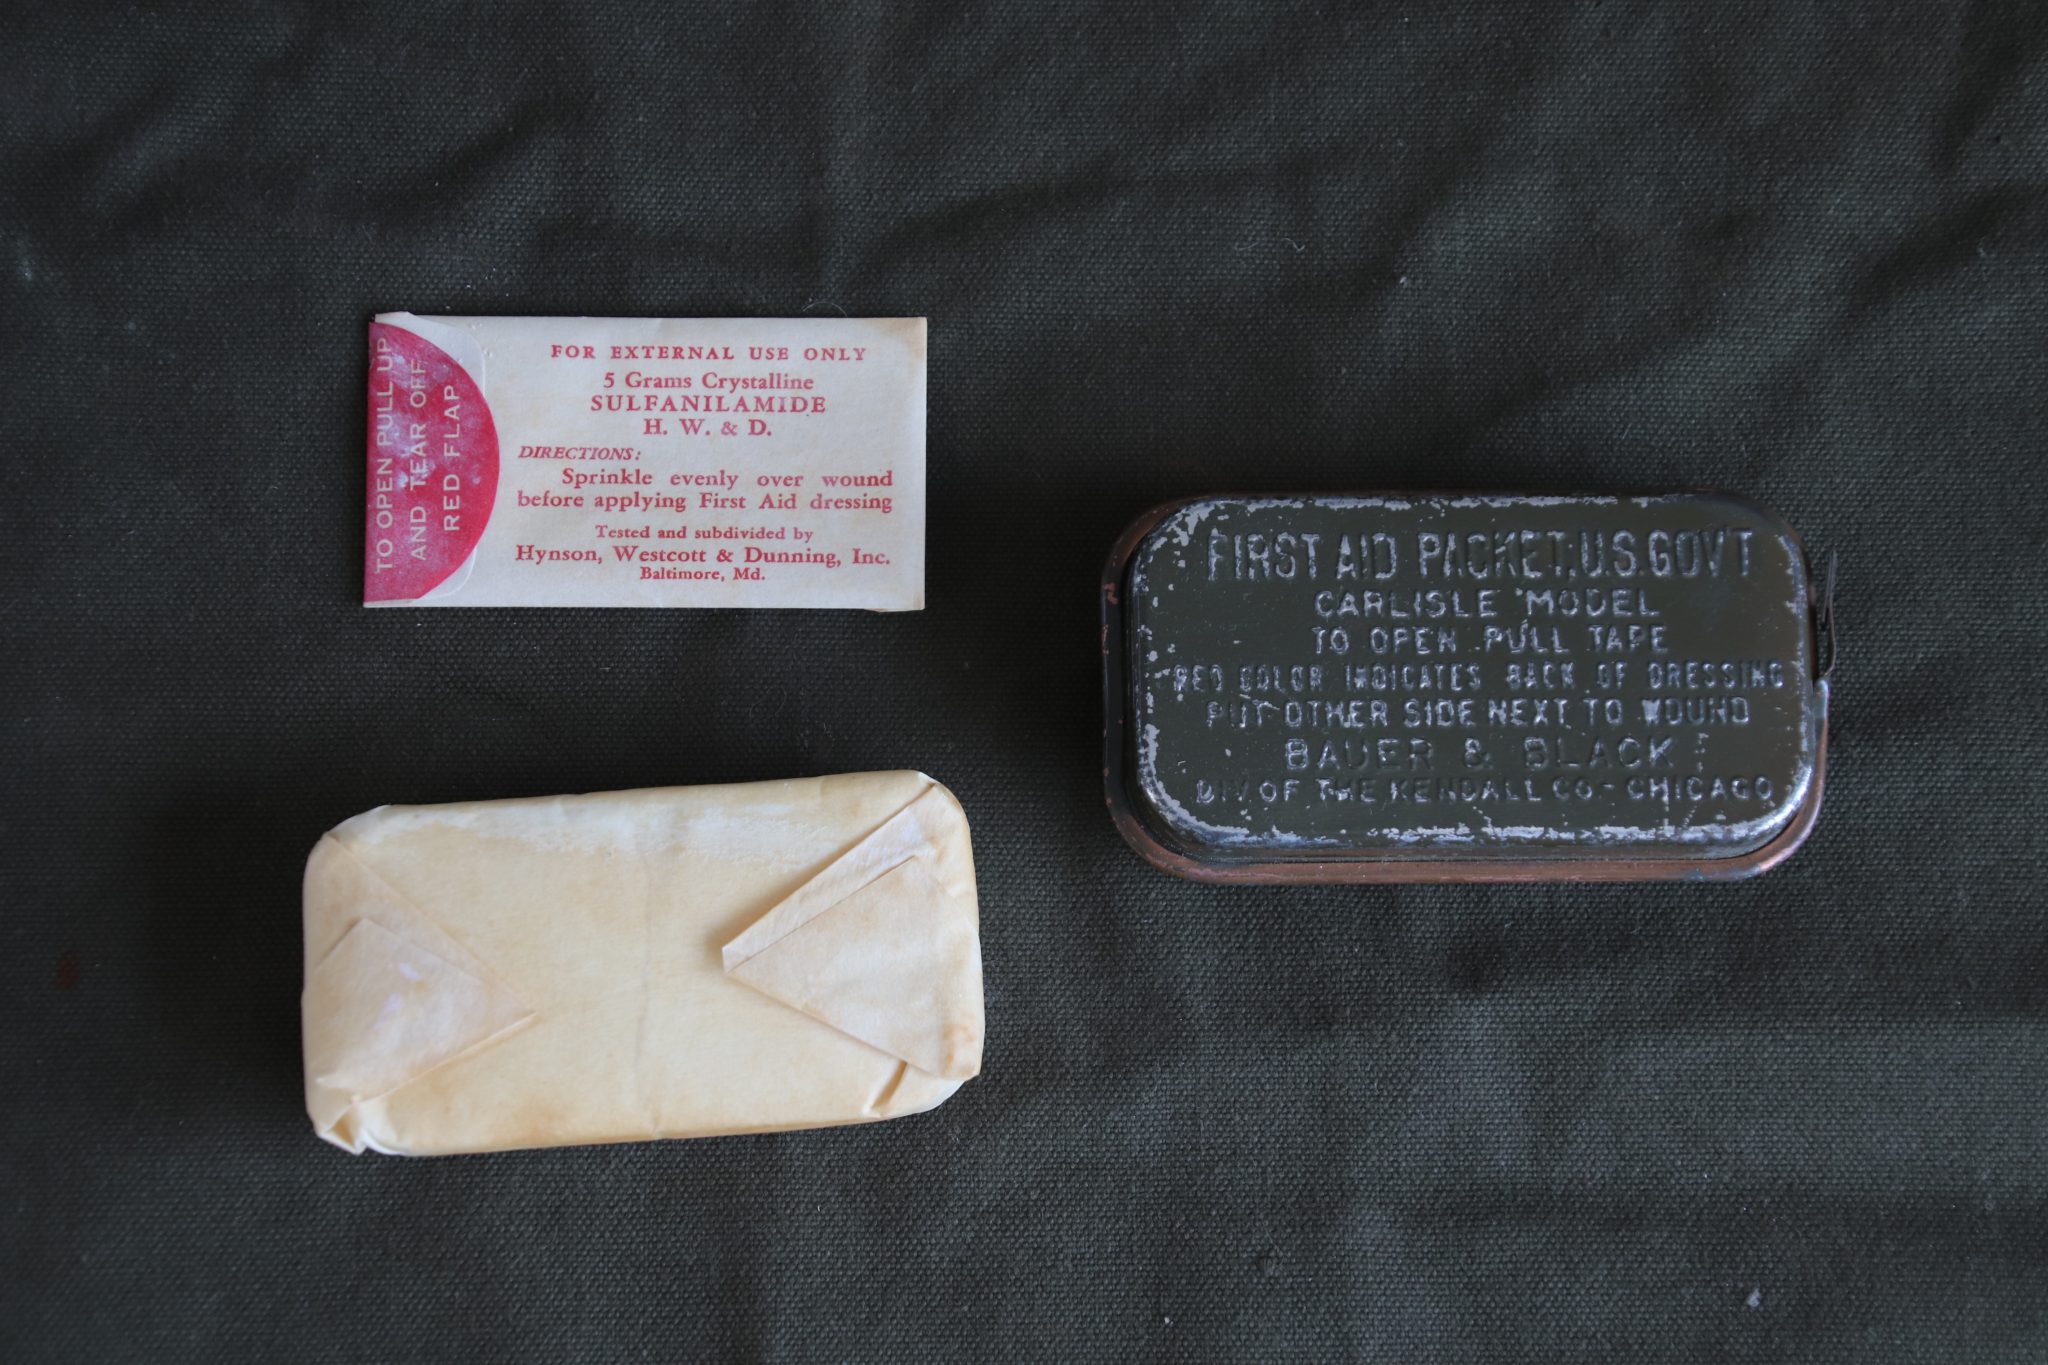 TO OPEN PULL UP
AND TEAR OFF
RED FLAP
FOR EXTERNAL USE ONLY
5 Grams Crystalline
SULFANILAMIDE
H. W. & D.
DIRECTIONS:
Sprinkle evenly over wound
before applying First Aid dressing
Tested and subdivided by
Hynson, Westcott & Dunning, Inc.
Baltimore, Md.
FIRST AID PACKET, U.S. GOV'T
CARLISLE MODEL
TO OPEN PULL TAPE
RED COLOR INDICATES BACK OF DRESSING
PUT OTHER SIDE NEXT TO WOUND
BAUER & BLACK
DIV OF THE KENDALL CO - CHICAGO